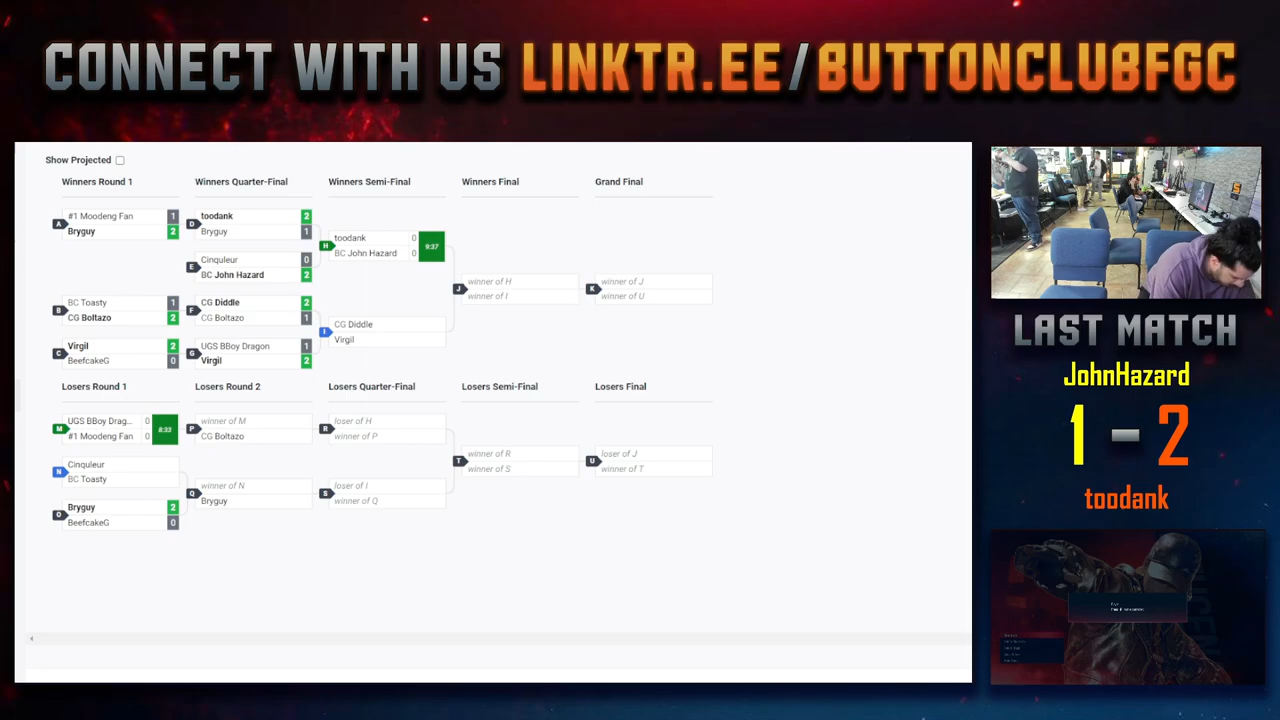 CONNECT WITH US LINKTR.EE/BUTTONCLUBFGC
Show Projected
Winners Round 1
Winners Quarter-Final
Winners Semi-Final
Winners Final
Grand Final
A
#1 Moodeng Fan 1
Bryguy 2
D
toodank 2
Bryguy 1
E
Cinquleur 0
BC John Hazard 2
B
BC Toasty 1
CG Boltazo 2
F
CG Diddle 2
CG Boltazo 1
C
Virgil 2
BeefcakeG 0
G
UGS BBoy Dragon 1
Virgil 2
H
toodank 0
BC John Hazard 0
9:37
I
CG Diddle
Virgil
J
winner of H
winner of I
K
winner of J
winner of U
Losers Round 1
Losers Round 2
Losers Quarter-Final
Losers Semi-Final
Losers Final
M
UGS BBoy Drag... 0
#1 Moodeng Fan 0
8:33
N
Cinquleur
BC Toasty
O
Bryguy 2
BeefcakeG 0
P
winner of M
CG Boltazo
Q
winner of N
Bryguy
R
loser of H
winner of P
S
loser of I
winner of Q
T
winner of R
winner of S
U
loser of J
winner of T
LAST MATCH
JohnHazard
1 - 2
toodank